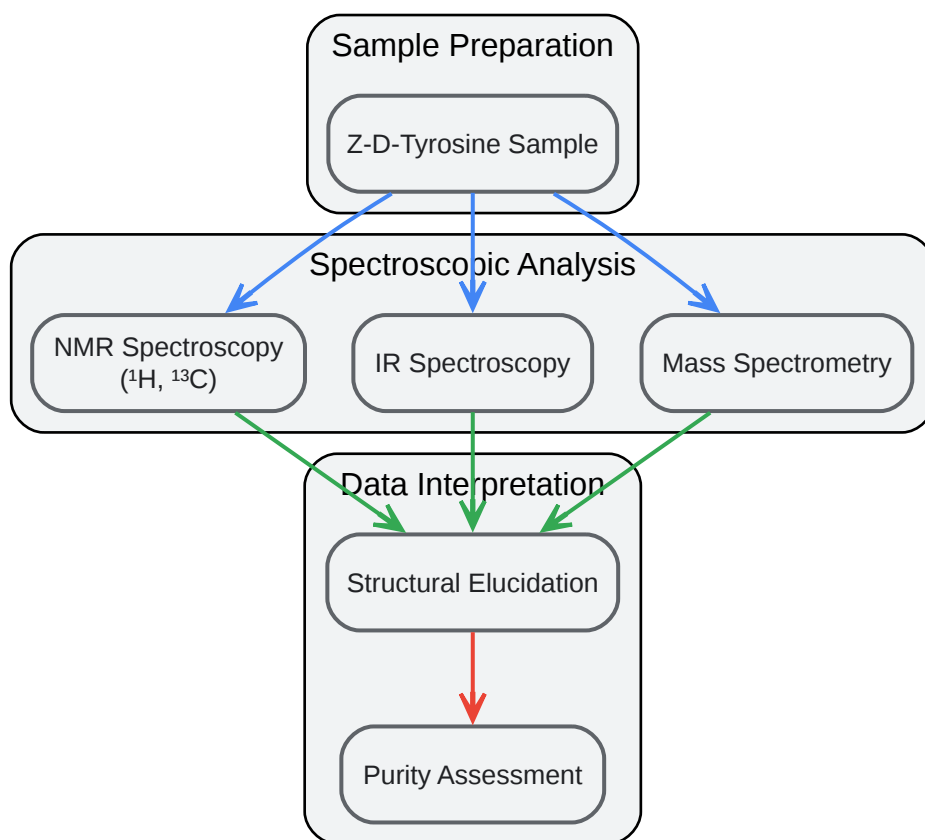 Sample Preparation
Z-D-Tyrosine Sample
Spectroscopic Analysis
NMR Spectroscopy
(¹H, ¹³C)
IR Spectroscopy
Mass Spectrometry
Data Interpretation
Structural Elucidation
Purity Assessment